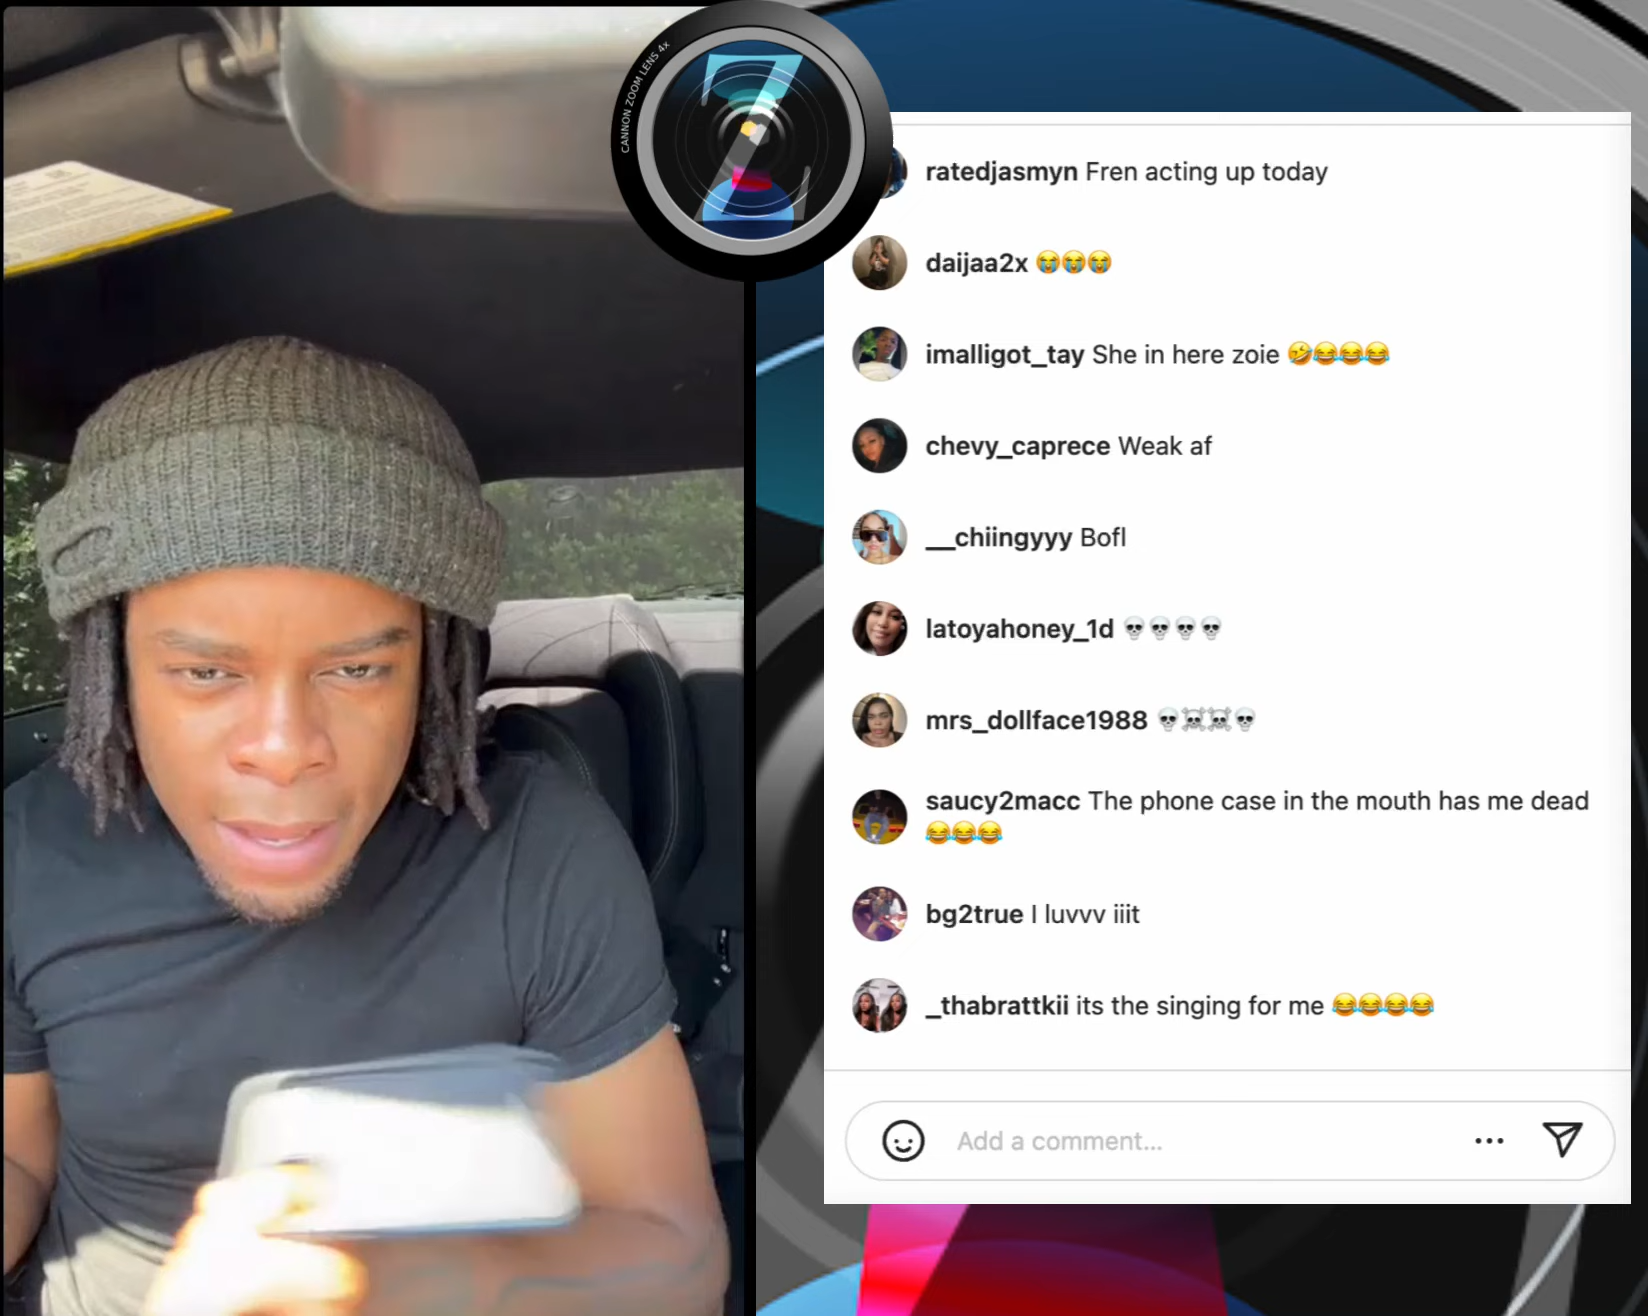 CANNON ZOOM LENS 4x
Z
ratedjasmyn Fren acting up today
daijaa2x 😭😭😭
imalligot_tay She in here zoie 🤣😂😂😂
chevy_caprece Weak af
__chiingyyy Bofl
latoyahoney_1d 💀💀💀💀
mrs_dollface1988 💀☠️☠️💀
saucy2macc The phone case in the mouth has me dead
😂😂😂
bg2true I luvvv iiit
_thabrattkii its the singing for me 😂😂😂😂
Add a comment...